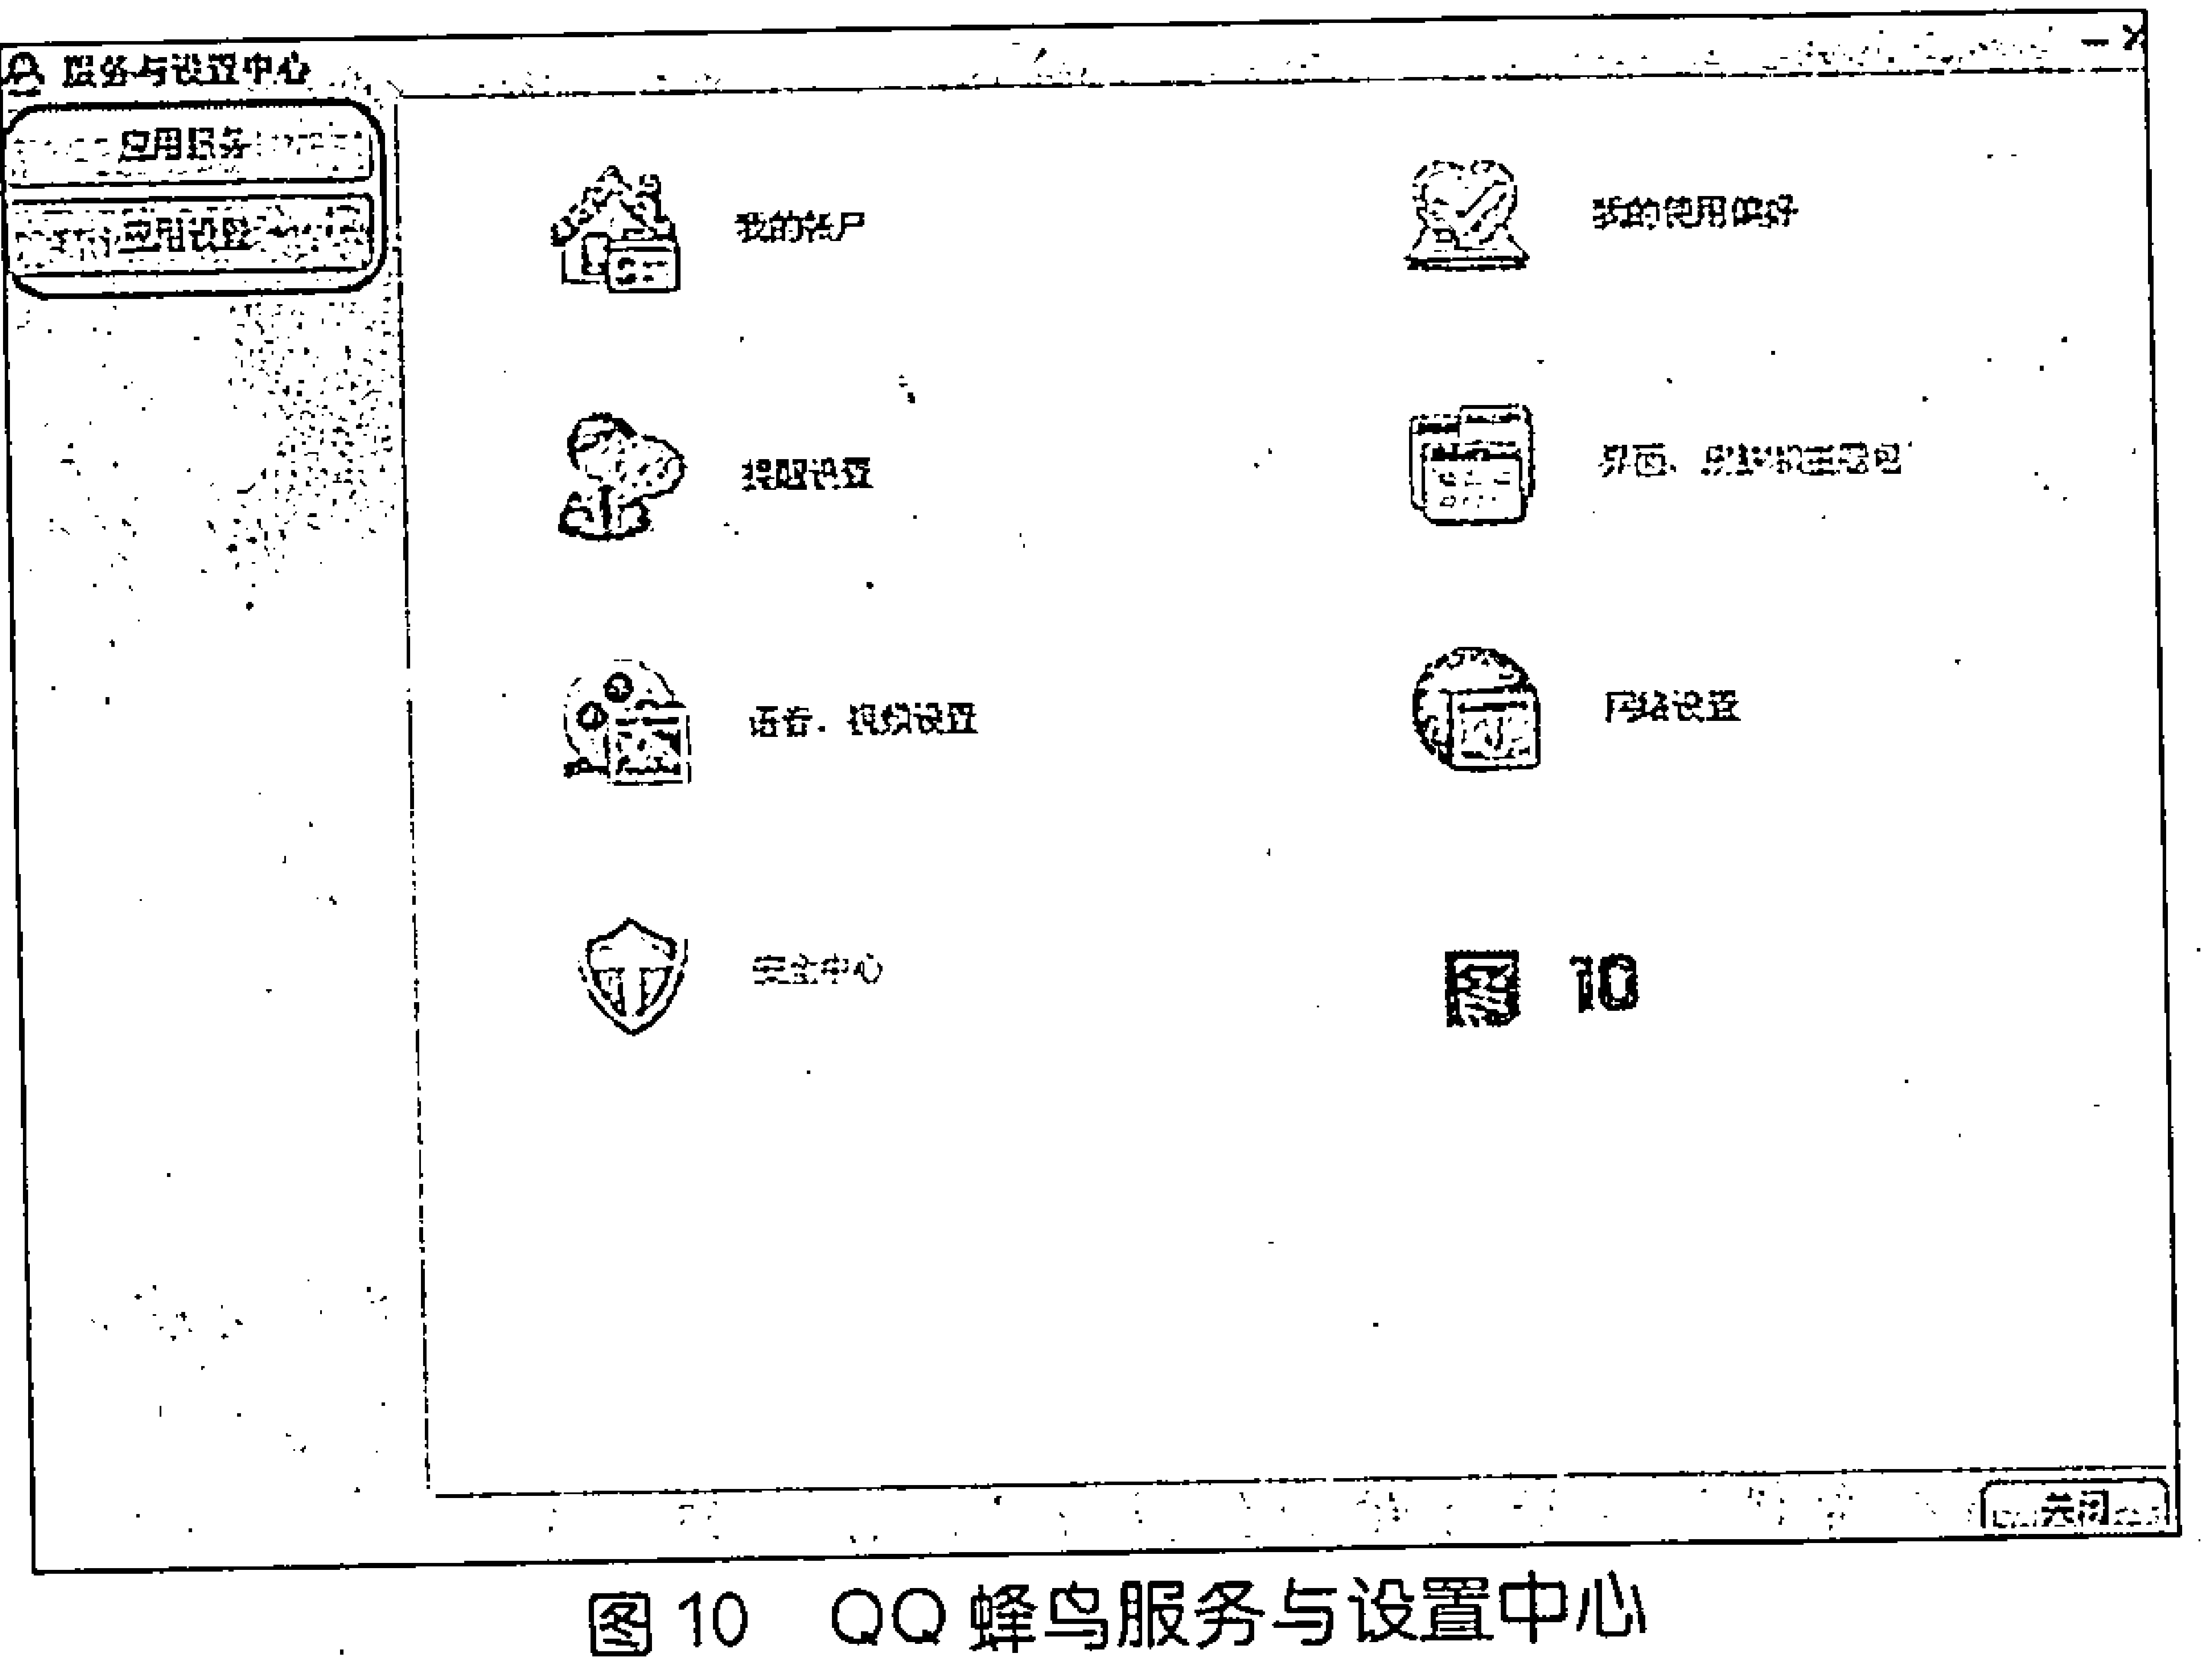 服务与设置中心
应用服务
应用设置
我的帐户
我的使用偏好
提醒设置
界面、
语音、视频设置
网络设置
安全中心
图 10
关闭
图 10 QQ 蜂鸟服务与设置中心